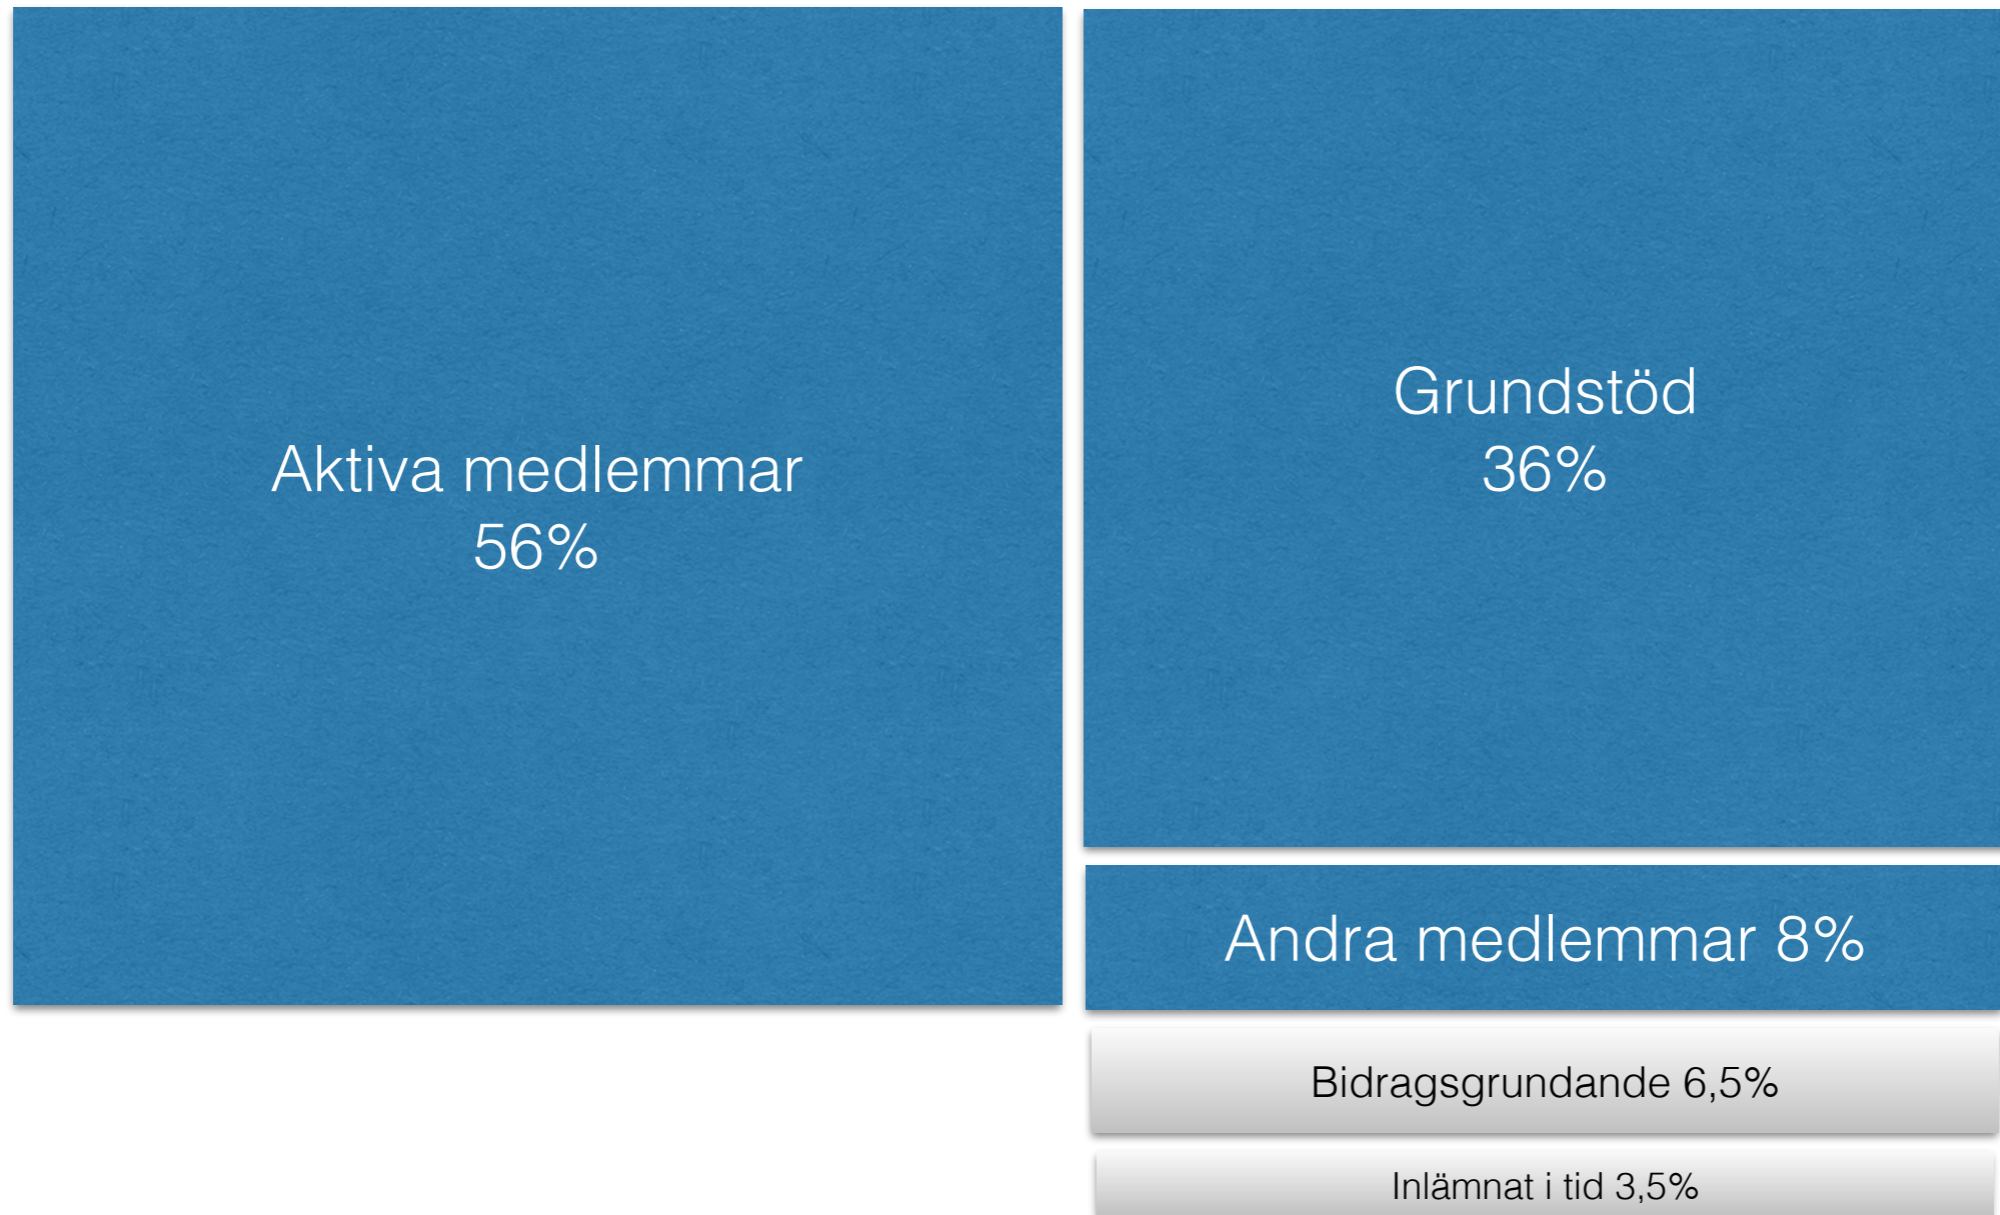 Aktiva medlemmar
56%
Grundstöd
36%
Andra medlemmar 8%
Bidragsgrundande 6,5%
Inlämnat i tid 3,5%